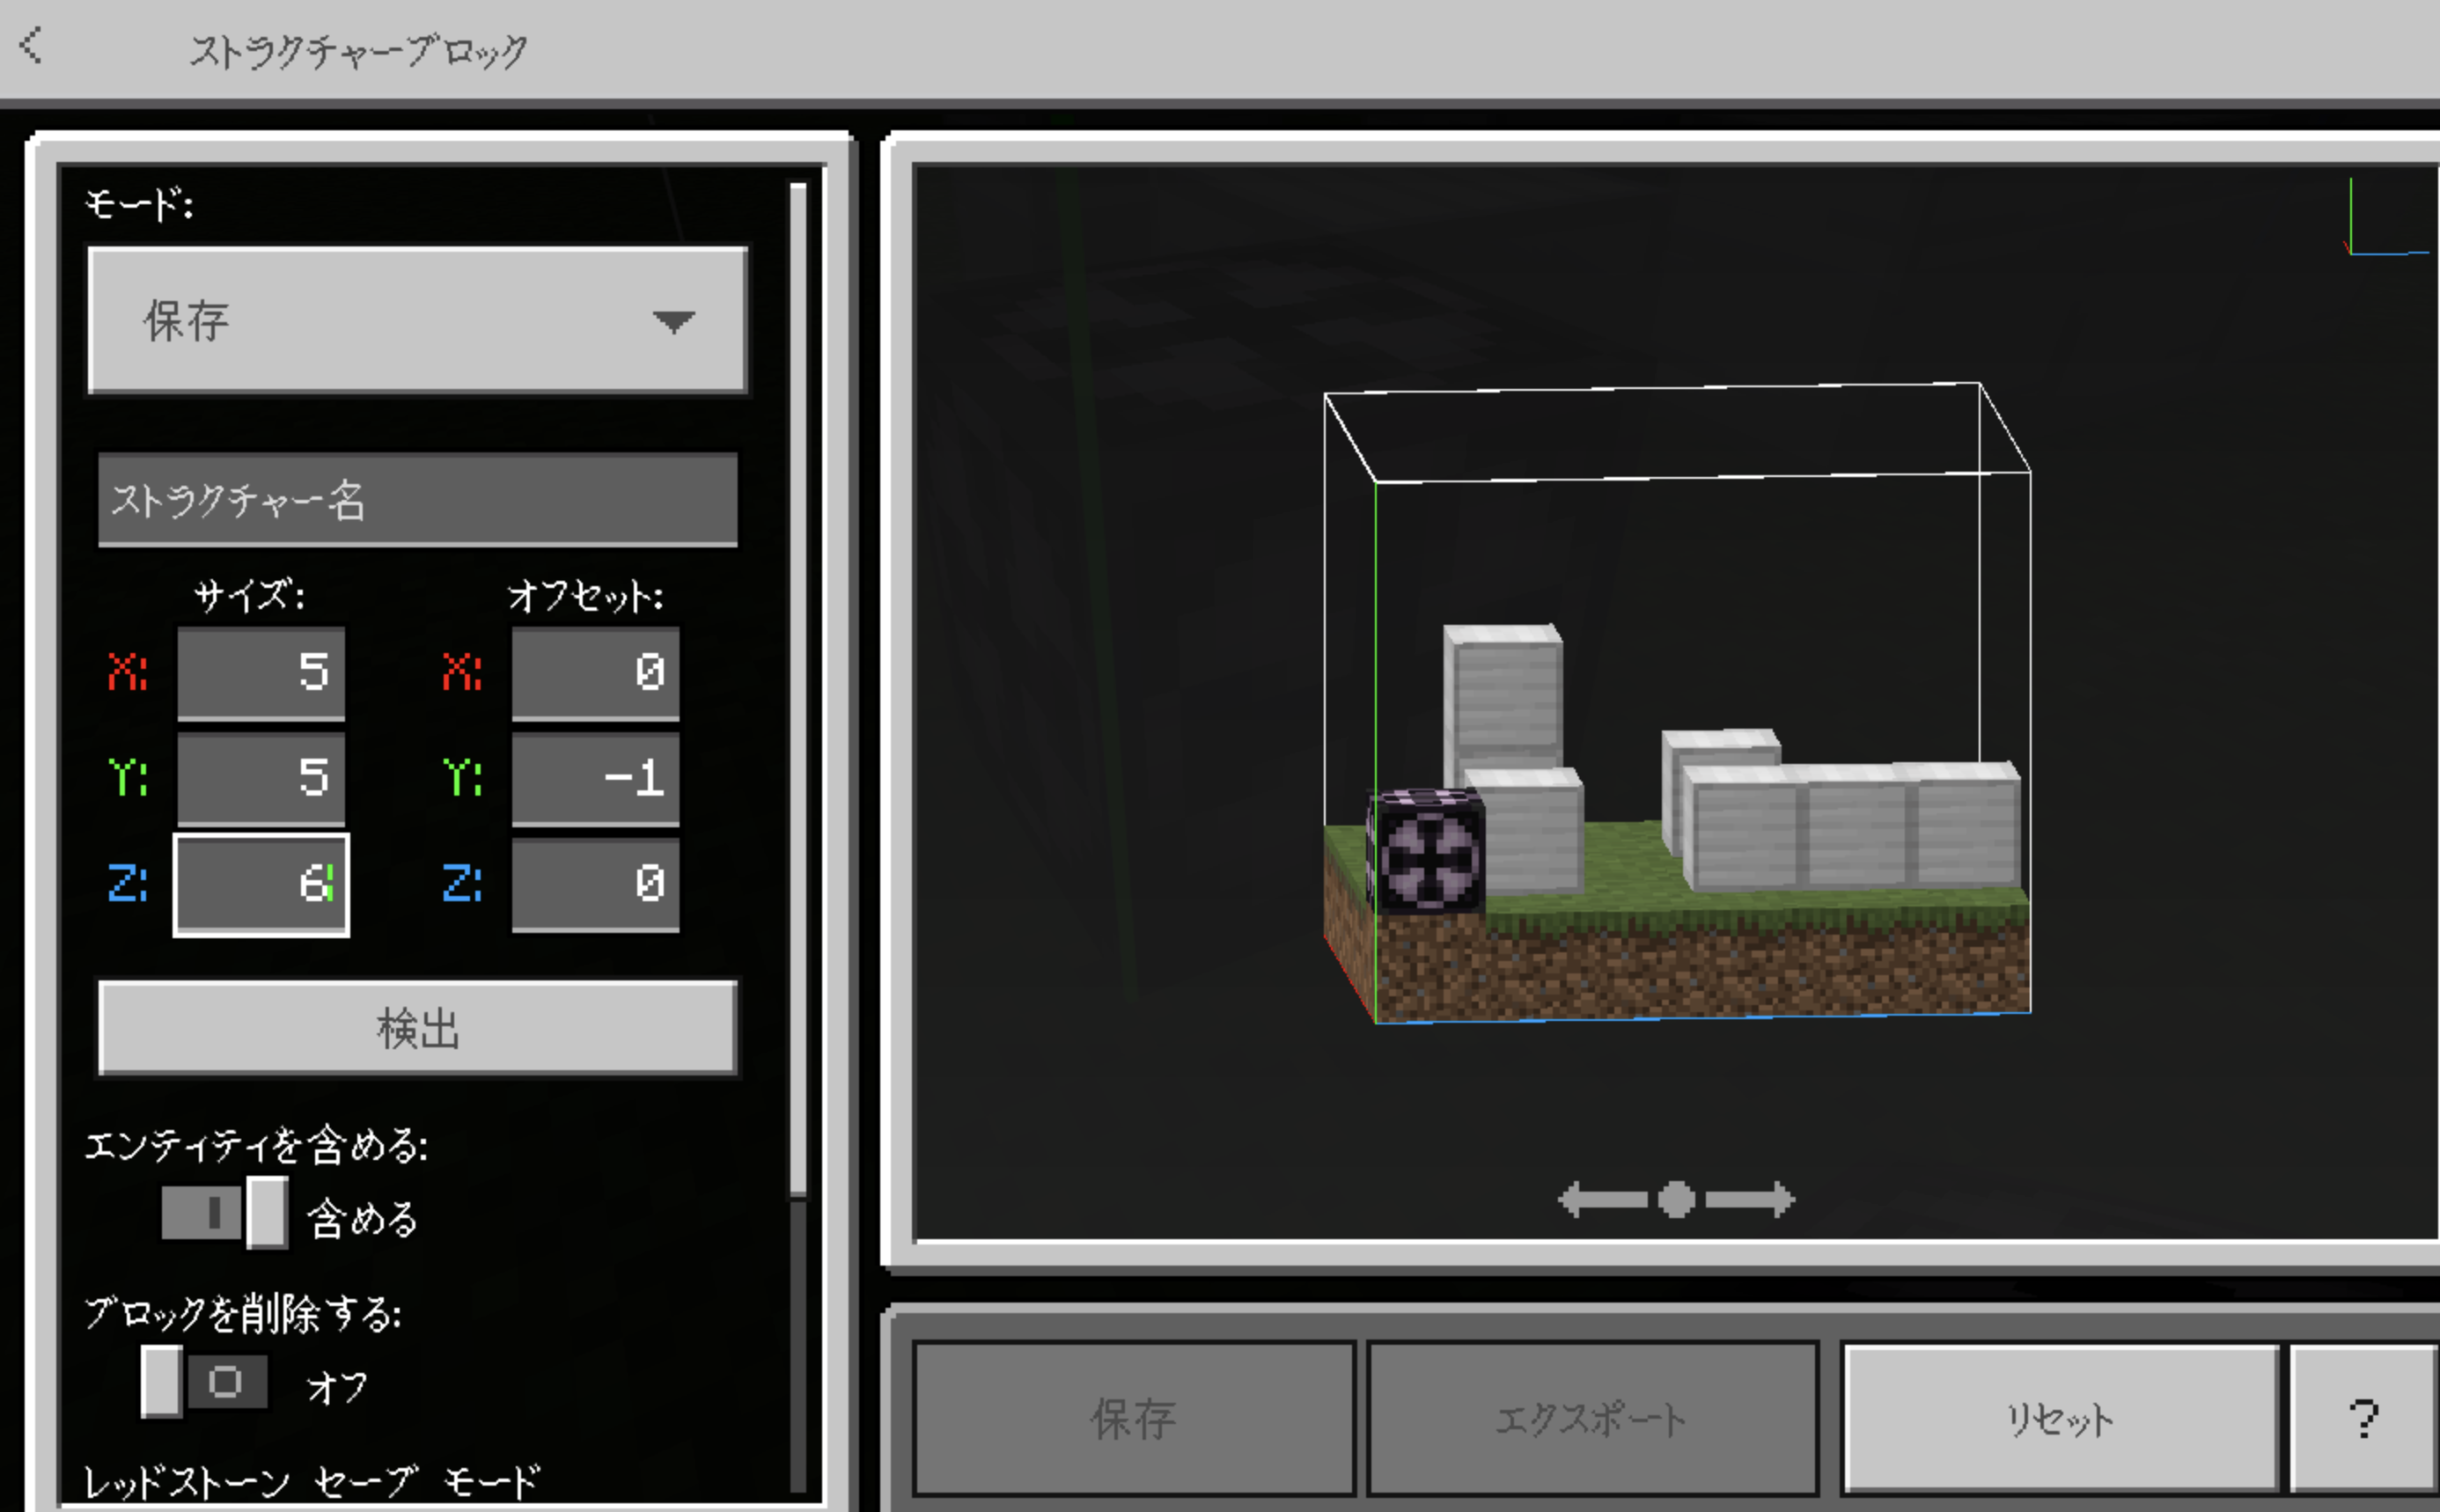 ストラクチャーブロック
モード:
保存
ストラクチャー名
サイズ: オフセット:
X: 5 X: 0
Y: 5 Y: -1
Z: 6 Z: 0
検出
エンティティを含める:
含める
ブロックを削除する:
オフ
レッドストーン セーブ モード
保存 エクスポート リセット ?